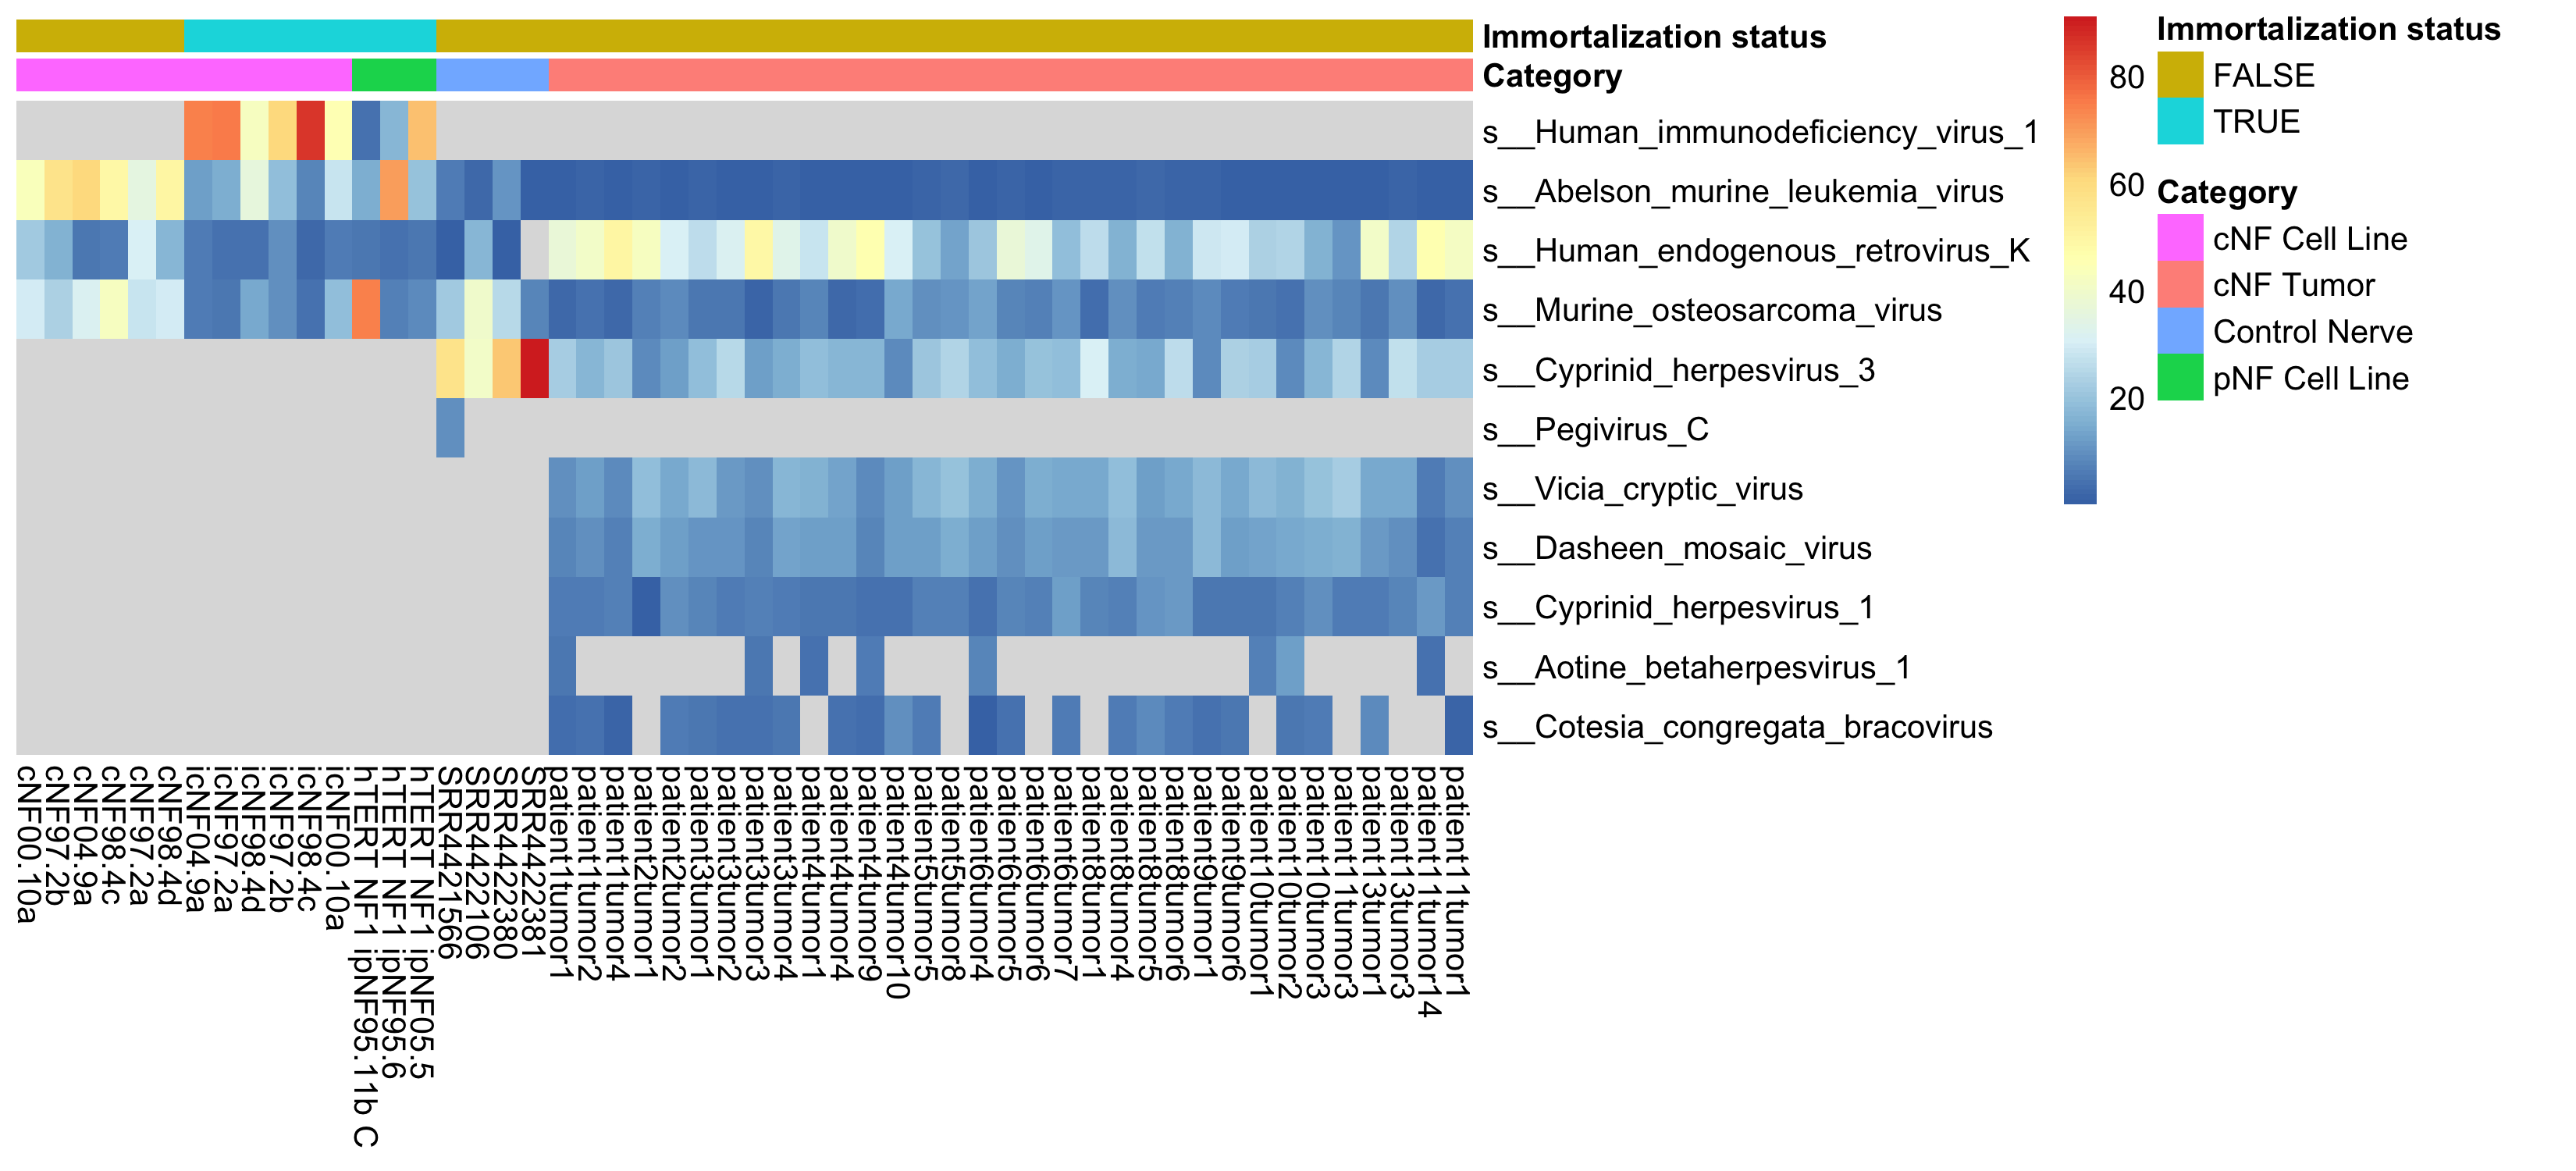 Immortalization status
Category
s__Human_immunodeficiency_virus_1
s__Abelson_murine_leukemia_virus
s__Human_endogenous_retrovirus_K
s__Murine_osteosarcoma_virus
s__Cyprinid_herpesvirus_3
s__Pegivirus_C
s__Vicia_cryptic_virus
s__Dasheen_mosaic_virus
s__Cyprinid_herpesvirus_1
s__Aotine_betaherpesvirus_1
s__Cotesia_congregata_bracovirus
cNF00.10a
cNF97.2b
cNF04.9a
cNF98.4c
cNF97.2a
cNF98.4d
icNF04.9a
icNF97.2a
icNF98.4d
icNF97.2b
icNF98.4c
icNF00.10a
hTERT NF1 ipNF95.11b C
hTERT NF1 ipNF95.6
hTERT NF1 ipNF05.5
SRR4421566
SRR4422106
SRR4422380
SRR4422381
patient1tumor1
patient1tumor2
patient1tumor4
patient2tumor1
patient2tumor2
patient3tumor1
patient3tumor2
patient3tumor3
patient3tumor4
patient4tumor1
patient4tumor4
patient4tumor9
patient4tumor10
patient5tumor5
patient5tumor8
patient6tumor4
patient6tumor5
patient6tumor6
patient6tumor7
patient8tumor1
patient8tumor4
patient8tumor5
patient8tumor6
patient9tumor1
patient9tumor6
patient10tumor1
patient10tumor2
patient10tumor3
patient11tumor3
patient13tumor1
patient13tumor3
patient11tumor14
patient11tumor1
80
60
40
20
Immortalization status
FALSE
TRUE
Category
cNF Cell Line
cNF Tumor
Control Nerve
pNF Cell Line